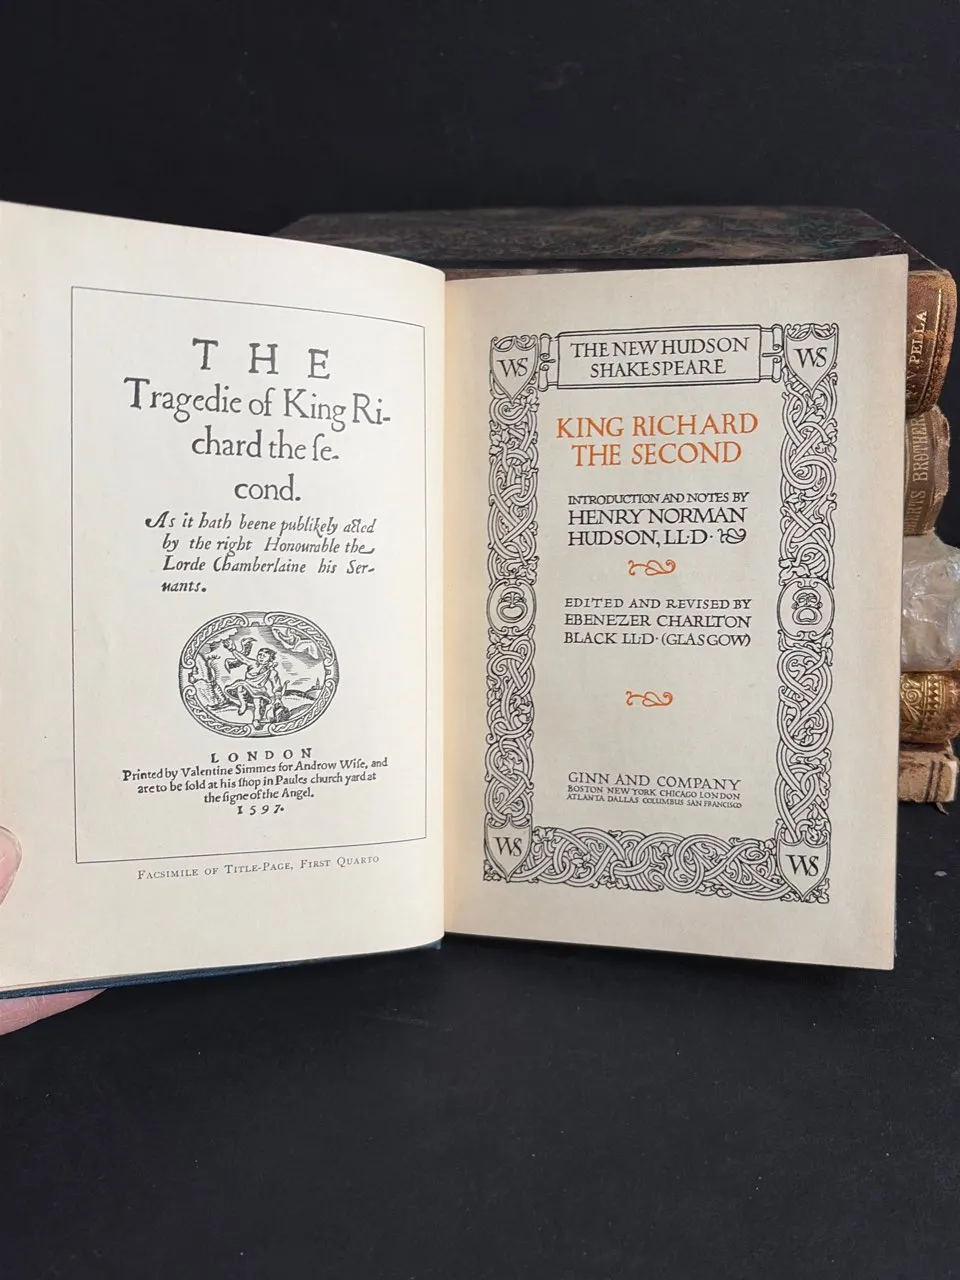 THE
Tragedie of King Ri-
chard the ſe-
cond.
As it hath beene publikely acted
by the right Honourable the
Lorde Chamberlaine his Ser-
uants.
LONDON
Printed by Valentine Simmes for Androw Wiſe, and
are to be ſold at his ſhop in Paules church yard at
the ſigne of the Angel.
1597.
FACSIMILE OF TITLE-PAGE, FIRST QUARTO
WS
THE NEW HUDSON
SHAKESPEARE
WS
KING RICHARD
THE SECOND
INTRODUCTION AND NOTES BY
HENRY NORMAN
HUDSON, LL·D·
EDITED AND REVISED BY
EBENEZER CHARLTON
BLACK LL·D· (GLASGOW)
GINN AND COMPANY
BOSTON NEW YORK CHICAGO LONDON
ATLANTA DALLAS COLUMBUS SAN FRANCISCO
WS
WS
PELLA
BROTHER